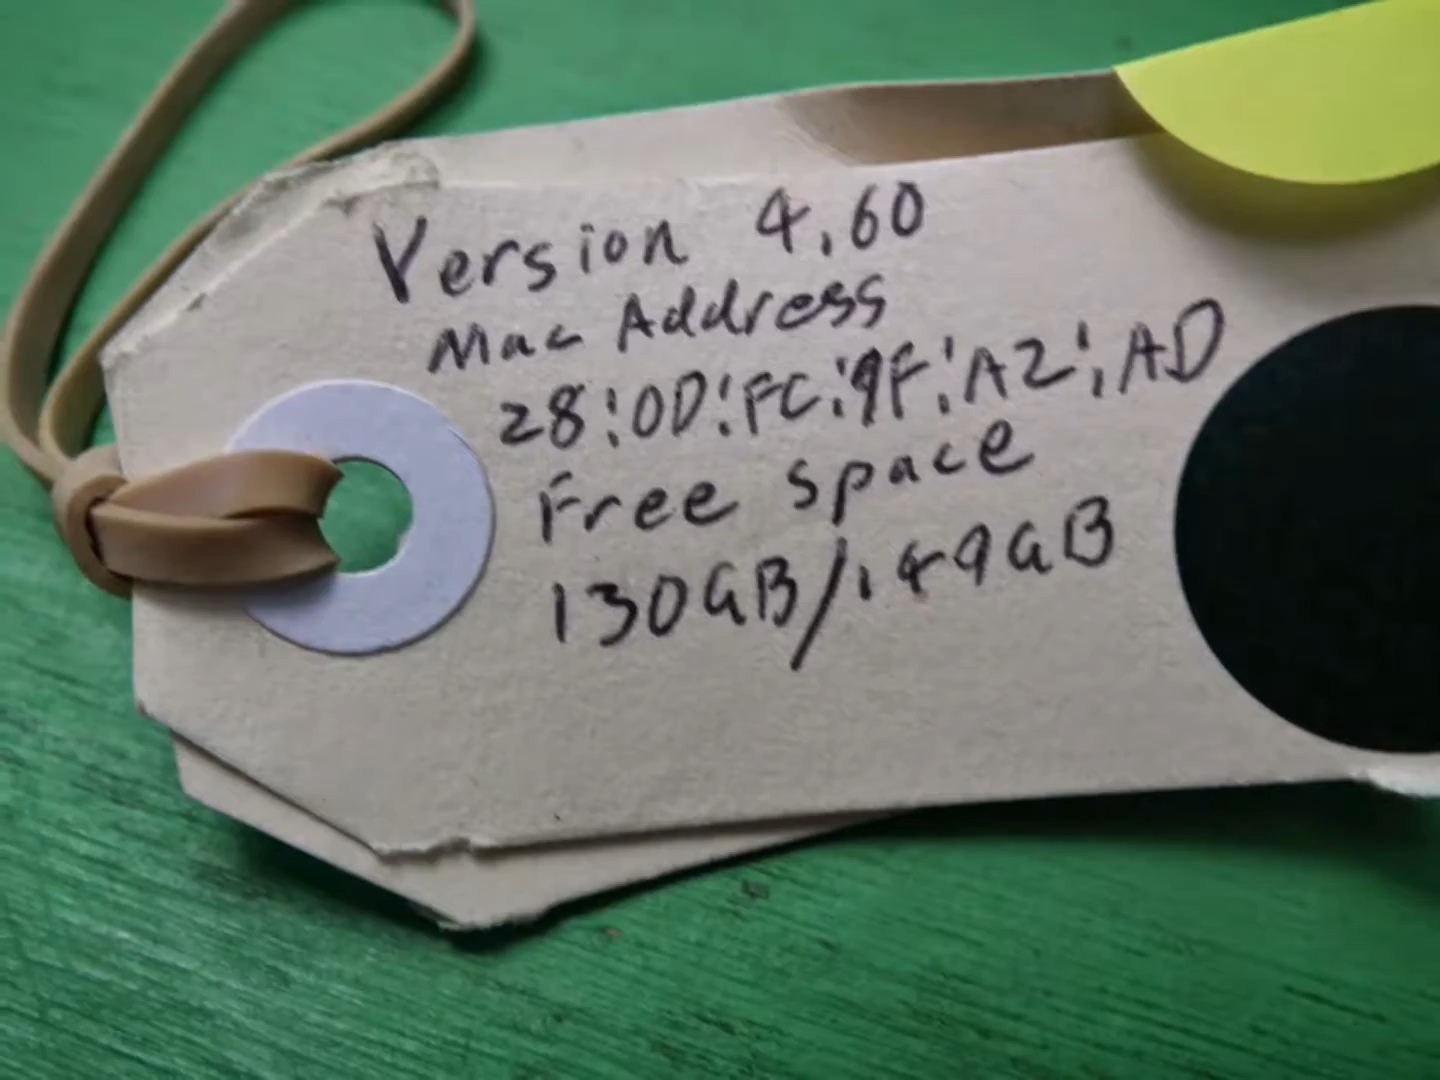 Version 4.60
Mac Address
28:0D:FC:9F:A2:AD
Free space
130GB/149GB